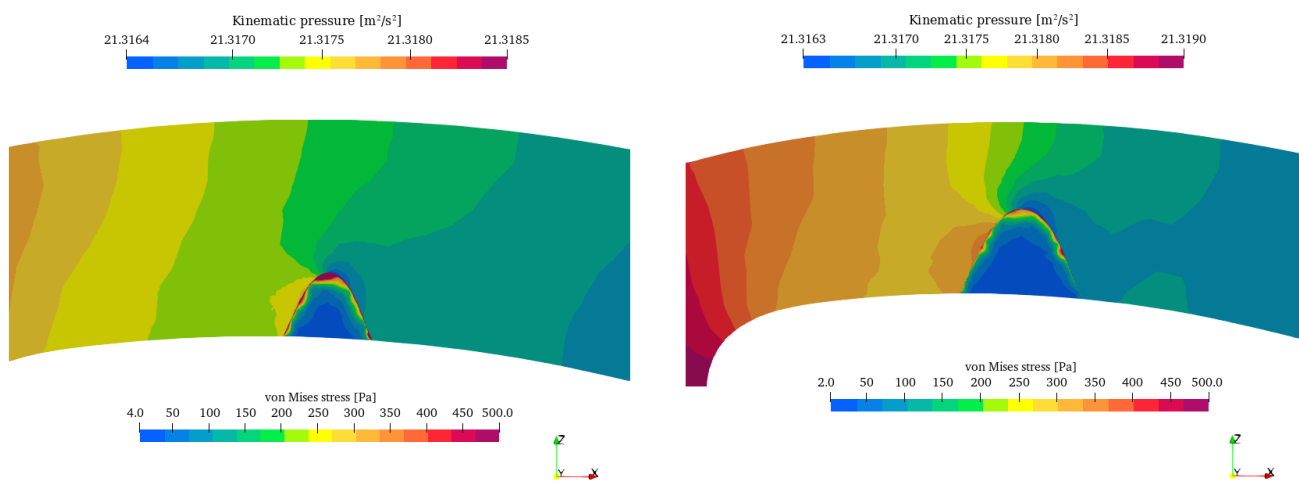 Kinematic pressure [m²/s²]
21.3164 21.3170 21.3175 21.3180 21.3185
von Mises stress [Pa]
4.0 50 100 150 200 250 300 350 400 450 500.0
Z
Y X
Kinematic pressure [m²/s²]
21.3163 21.3170 21.3175 21.3180 21.3185 21.3190
von Mises stress [Pa]
2.0 50 100 150 200 250 300 350 400 450 500.0
Z
Y X